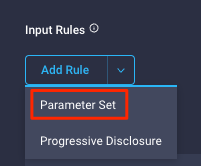 Input Rules
Add Rule
Parameter Set
Progressive Disclosure